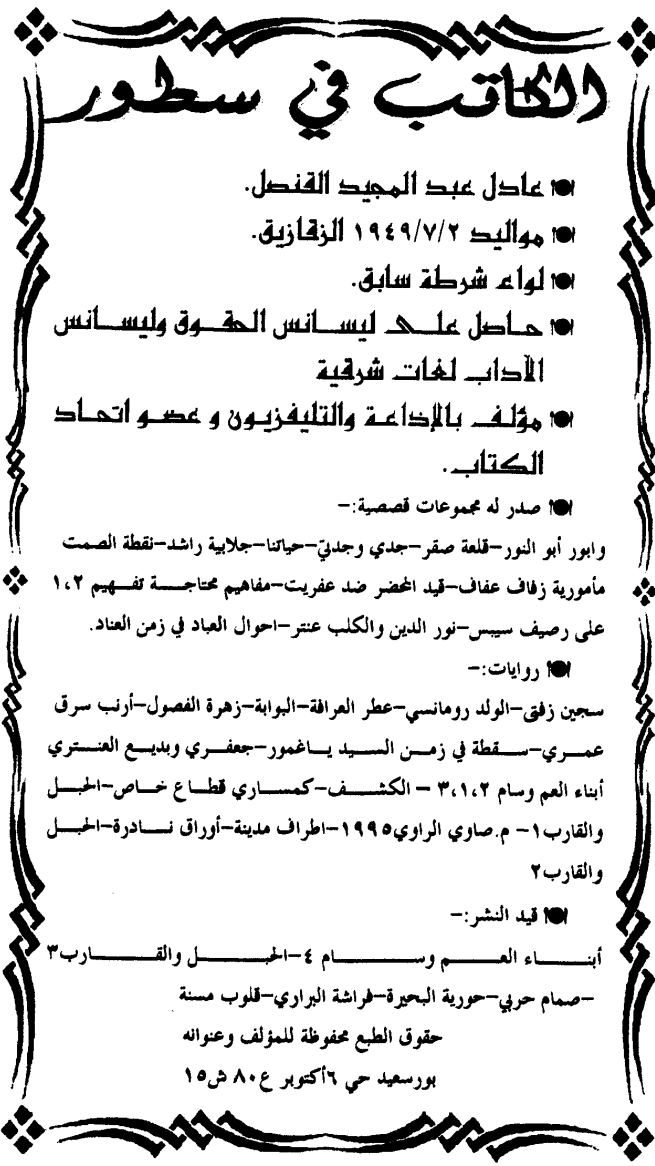 الكاتب في سطور
عادل عبد المجيد القنصل.
مواليد ١٩٤٩/٧/٢ الزقازيق.
لواء شرطة سابق.
حاصل على ليسانس الحقوق وليسانس
الآداب لغات شرقية
مؤلف بالإذاعة والتليفزيون و عضو اتحاد
الكتاب.
صدر له مجموعات قصصية:–
وابور أبو النور–قلعة صقر–جدي وجدتي–حياتنا–جلابية راشد–نقطة الصمت
مأمورية زفاف عفاف–قيد المحضر ضد عفريت–مفاهيم محتاجة تفهيم ١،٢
على رصيف سيبس–نور الدين والكلب عنتر–احوال العباد في زمن العناد.
روايات:–
سجين زفتى–الولد رومانسي–عطر العرافة–البوابة–زهرة الفصول–أرنب سرق
عمري–سقطة في زمن السيد ياغمور–جعفري وبديع العنتري
أبناء العم وسام ٣،١،٢ – الكشف–كمساري قطاع خاص–الحبل
والقارب١– م.صاوي الراوي١٩٩٥–اطراف مدينة–أوراق نادرة–الحبل
والقارب٢
قيد النشر:–
أبناء العم وسام ٤–الحبل والقارب٣
–صمام حربي–حورية البحيرة–فراشة البراري–قلوب مسنة
حقوق الطبع محفوظة للمؤلف وعنوانه
بورسعيد حي ٦أكتوبر ع٨٠ ش١٥